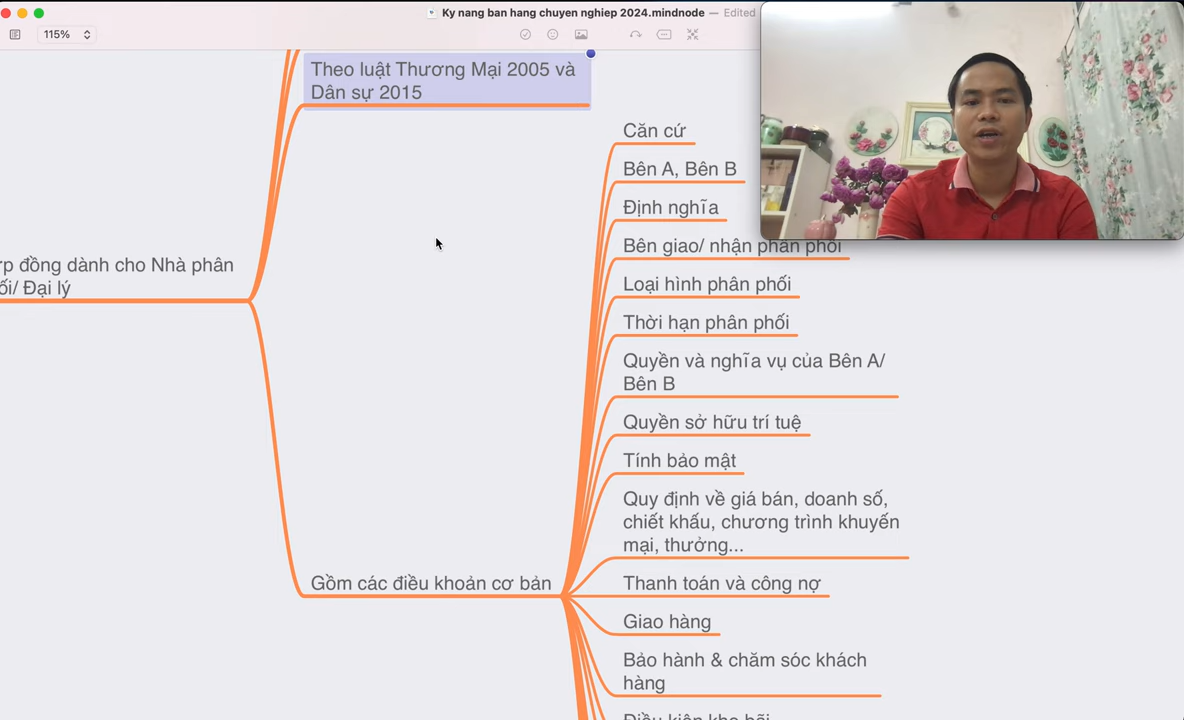 Ky nang ban hang chuyen nghiep 2024.mindnode — Edited
115%
Theo luật Thương Mại 2005 và
Dân sự 2015
đồng dành cho Nhà phân
Đại lý
Gồm các điều khoản cơ bản
Căn cứ
Bên A, Bên B
Định nghĩa
Bên giao/ nhận phân phối
Loại hình phân phối
Thời hạn phân phối
Quyền và nghĩa vụ của Bên A/
Bên B
Quyền sở hữu trí tuệ
Tính bảo mật
Quy định về giá bán, doanh số,
chiết khấu, chương trình khuyến
mại, thưởng...
Thanh toán và công nợ
Giao hàng
Bảo hành & chăm sóc khách
hàng
Điều kiện kho bãi